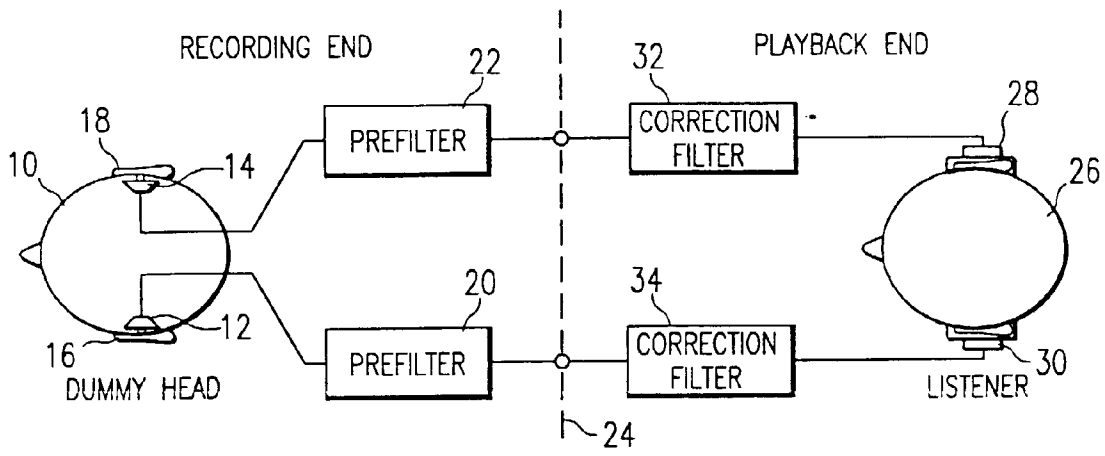 RECORDING END
PLAYBACK END
22
32
28
18
PREFILTER
CORRECTION
FILTER
10
14
26
20
34
12
16
PREFILTER
CORRECTION
FILTER
30
DUMMY HEAD
LISTENER
24